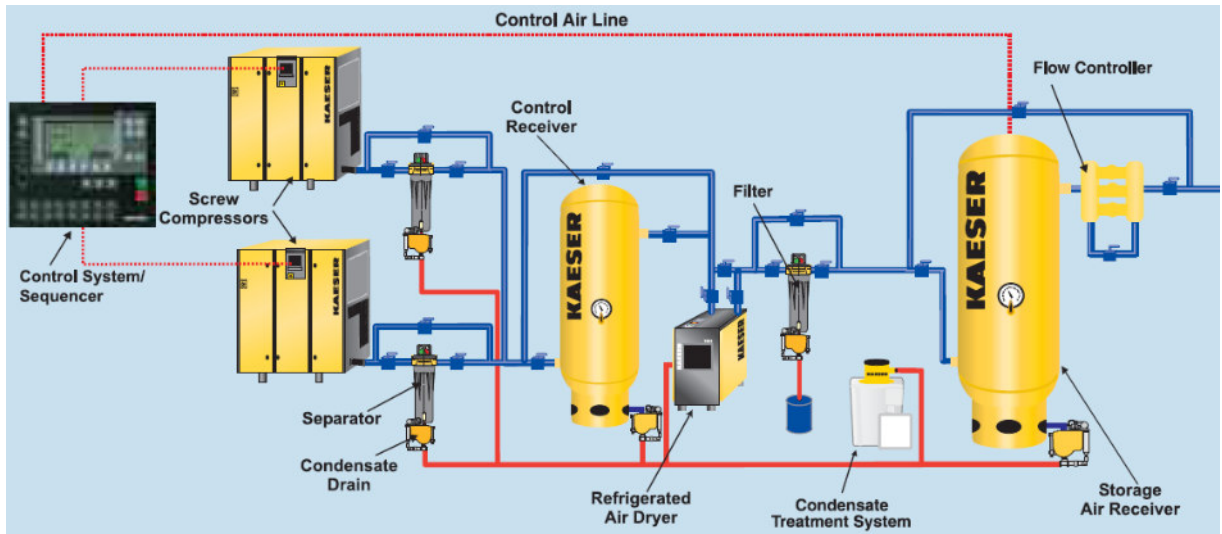 Control Air Line
KAESER
Flow Controller
Control
Receiver
KAESER
Filter
Screw
Compressors
Control System/
Sequencer
KAESER
KAESER
KAESER
Separator
Condensate
Drain
Refrigerated
Air Dryer
KAESER
Condensate
Treatment System
Storage
Air Receiver